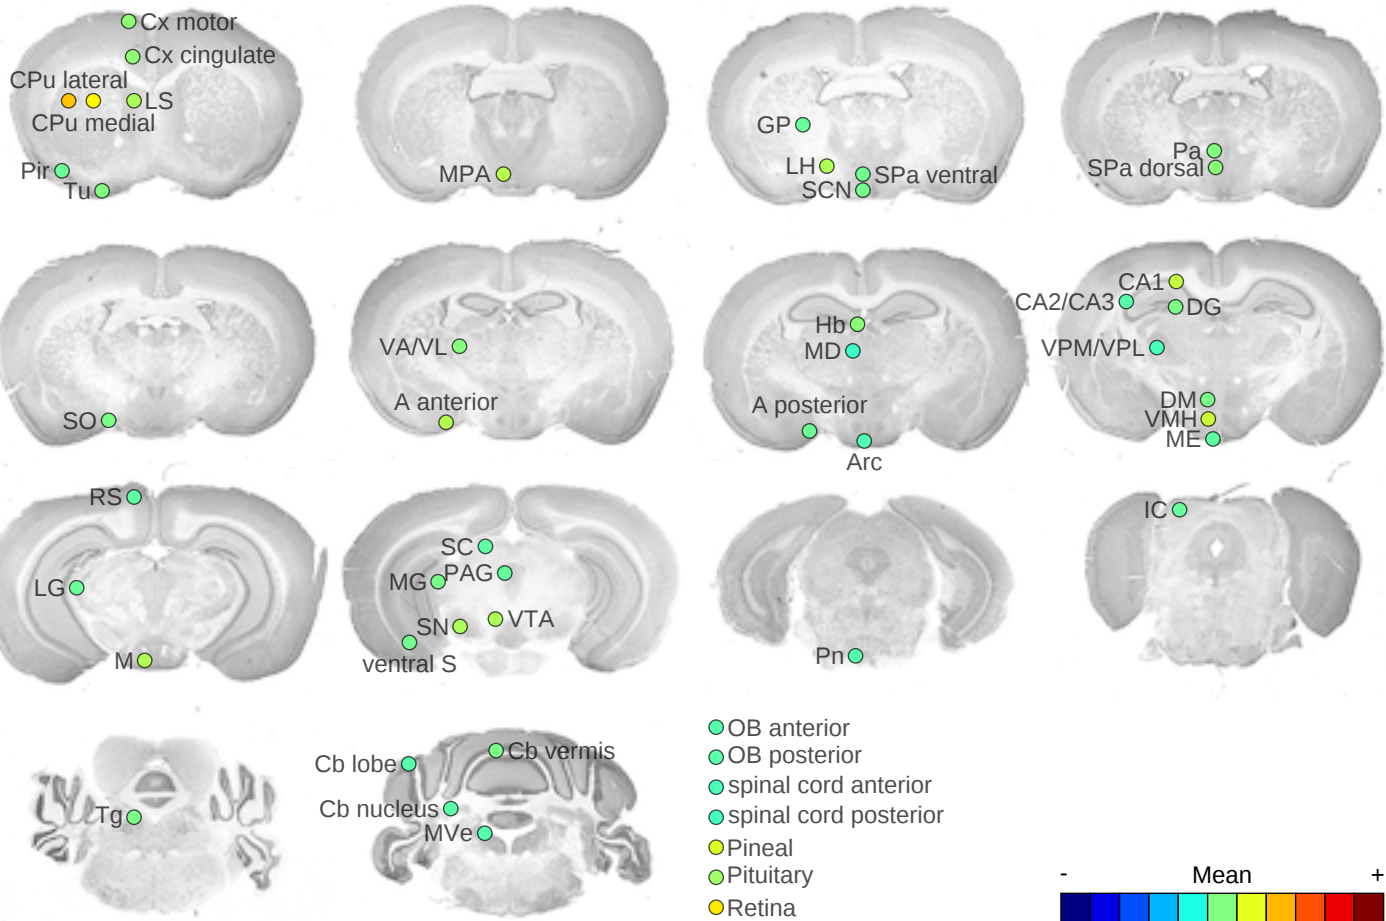 Cx motor
Cx cingulate
CPu lateral
LS
CPu medial
Pir
Tu
MPA
GP
LH
SPa ventral
SCN
Pa
SPa dorsal
SO
VA/VL
A anterior
Hb
MD
A posterior
Arc
CA1
CA2/CA3
DG
VPM/VPL
DM
VMH
ME
RS
LG
M
SC
PAG
MG
SN
VTA
ventral S
Pn
IC
Tg
Cb vermis
Cb lobe
Cb nucleus
MVe
OB anterior
OB posterior
spinal cord anterior
spinal cord posterior
Pineal
Pituitary
Retina
- Mean +